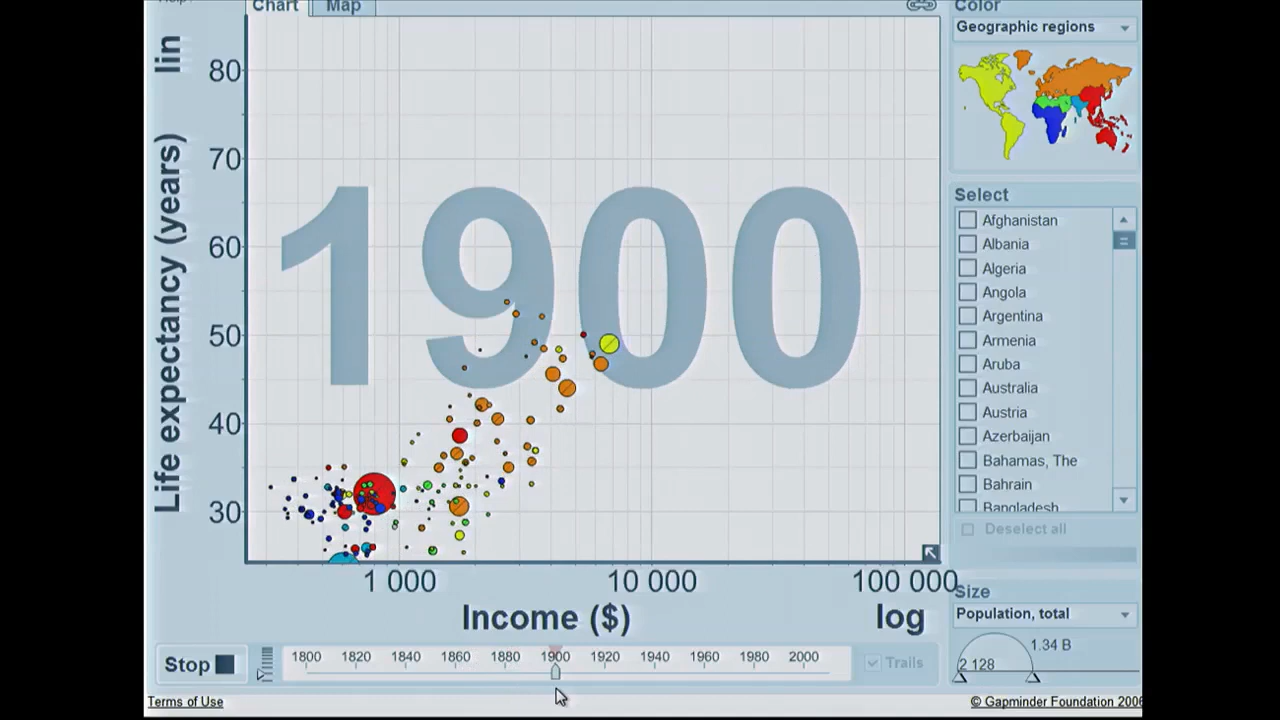 Chart
Map
Color
Geographic regions
lin
Life expectancy (years)
80
70
60
50
40
30
1900
Select
Afghanistan
Albania
Algeria
Angola
Argentina
Armenia
Aruba
Australia
Austria
Azerbaijan
Bahamas, The
Bahrain
Bangladesh
Deselect all
1 000
10 000
100 000
Income ($)
log
Size
Population, total
1.34 B
2 128
Stop
1800 1820 1840 1860 1880 1900 1920 1940 1960 1980 2000
Trails
Terms of Use
© Gapminder Foundation 2006